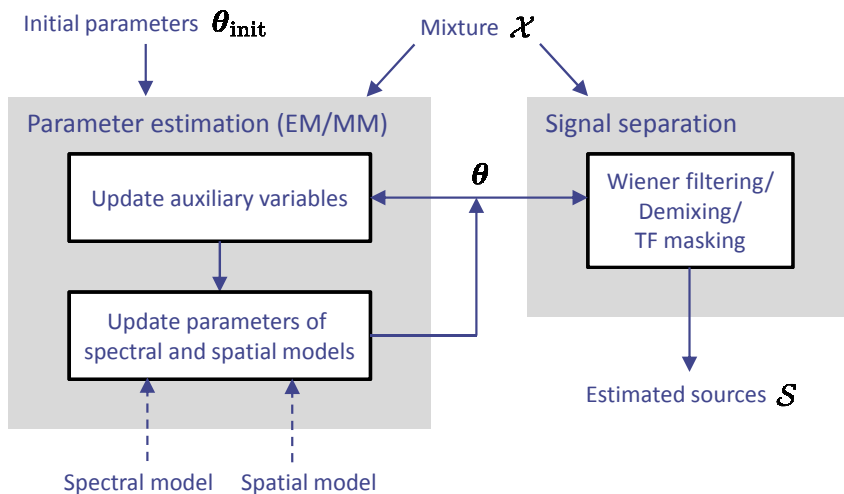 Initial parameters θ_init
Mixture 𝒳
Parameter estimation (EM/MM)
Update auxiliary variables
Update parameters of
spectral and spatial models
θ
Signal separation
Wiener filtering/
Demixing/
TF masking
Estimated sources 𝒮
Spectral model
Spatial model